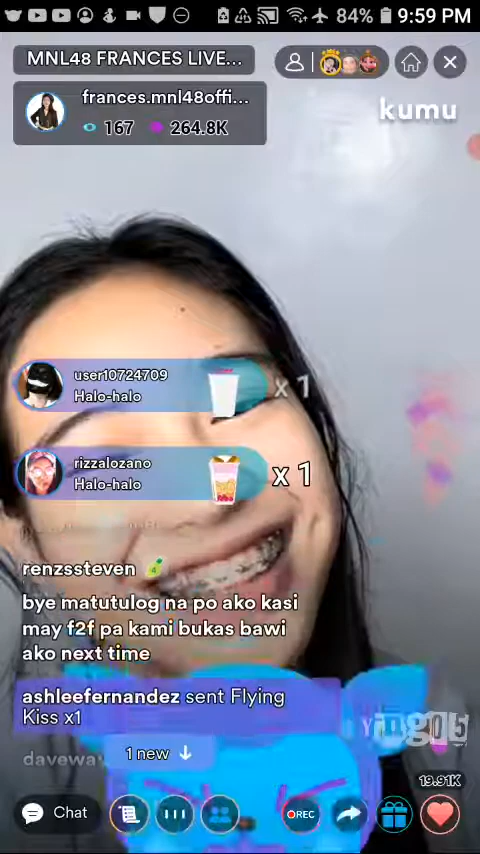 84% 9:59 PM
MNL48 FRANCES LIVE...
frances.mnl48offi...
167 264.8K
kumu
user10724709
Halo-halo
x 1
rizzalozano
Halo-halo
x 1
renzssteven
4
bye matutulog na po ako kasi
may f2f pa kami bukas bawi
ako next time
ashleefernandez sent Flying
Kiss x1
1 new
19.91K
Chat
REC